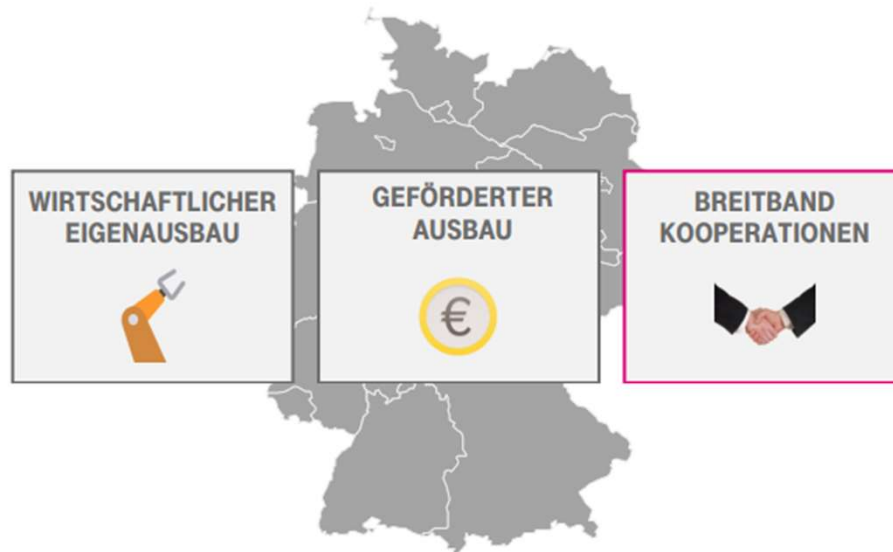 WIRTSCHAFTLICHER
EIGENAUSBAU
GEFÖRDERTER
AUSBAU
€
BREITBAND
KOOPERATIONEN